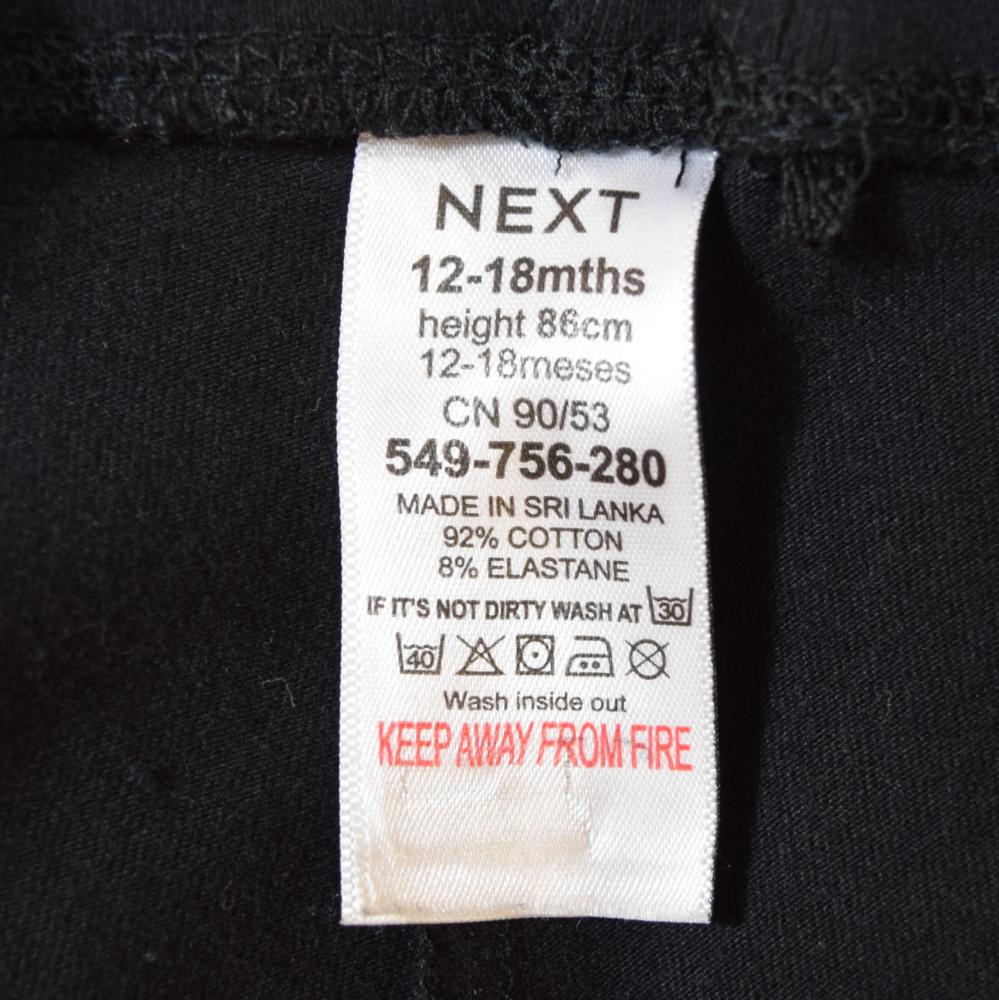 NEXT
12-18mths
height 86cm
12-18meses
CN 90/53
549-756-280
MADE IN SRI LANKA
92% COTTON
8% ELASTANE
IF IT'S NOT DIRTY WASH AT 30
40
Wash inside out
KEEP AWAY FROM FIRE